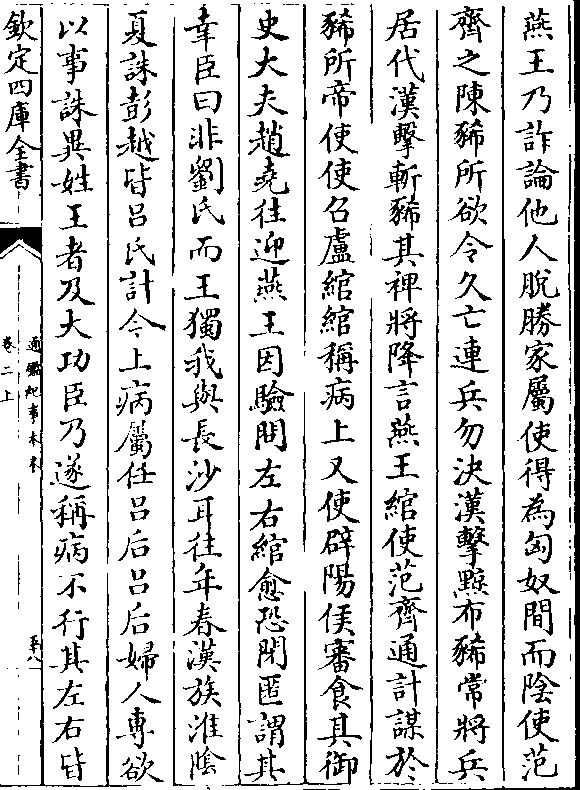 燕王乃詐論他人脫勝家屬使得為匈奴間而陰使范
齊之陳豨所欲令久亡連兵勿決漢擊黥布豨常將兵
居代漢擊斬豨其裨將降言燕王綰使范齊通計謀於
豨所帝使使召盧綰綰稱病上又使辟陽侯審食其御
史大夫趙堯往迎燕王因驗問左右綰愈恐閉匿謂其
幸臣曰非劉氏而王獨我與長沙耳往年春漢族淮陰
夏誅彭越皆呂氏計今上病屬任呂后呂后婦人專欲
以事誅異姓王者及大功臣乃遂稱病不行其左右皆
欽定四庫全書
通鑑紀事本末
卷二上